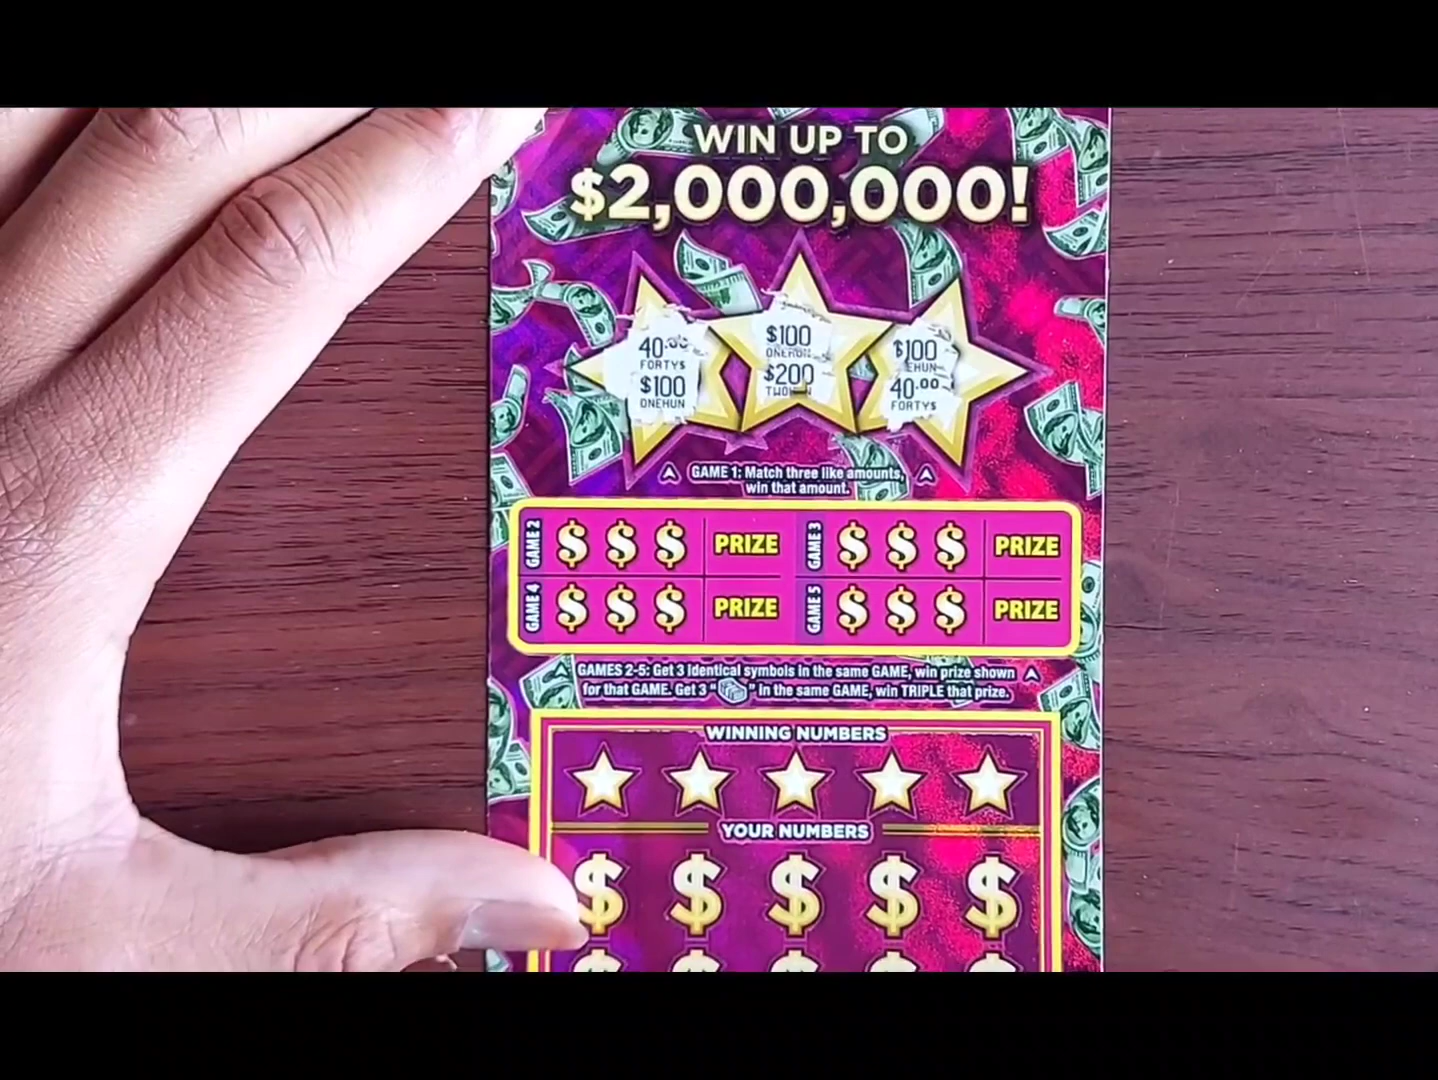 WIN UP TO
$2,000,000!
40.00
FORTY$
$100
ONEHUN
$100
ONEHUN
$200
TWOHUN
$100
EHUN
40.00
FORTY$
GAME 1: Match three like amounts,
win that amount.
GAME 2 $ $ $ PRIZE
GAME 3 $ $ $ PRIZE
GAME 4 $ $ $ PRIZE
GAME 5 $ $ $ PRIZE
GAMES 2-5: Get 3 identical symbols in the same GAME, win prize shown
for that GAME. Get 3 " " in the same GAME, win TRIPLE that prize.
WINNING NUMBERS
YOUR NUMBERS
$ $ $ $ $
$ $ $ $ $